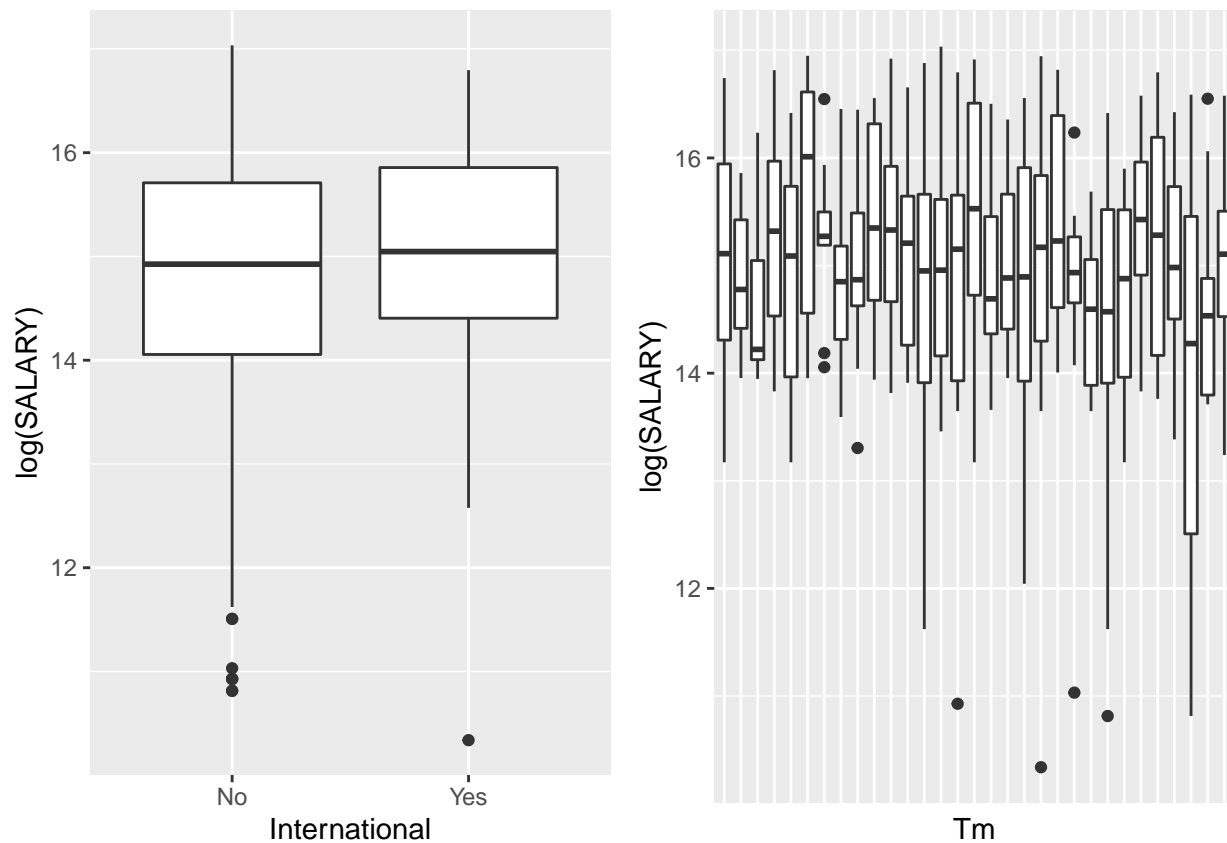 log(SALARY)
16
14
12
No
Yes
International
log(SALARY)
16
14
12
Tm